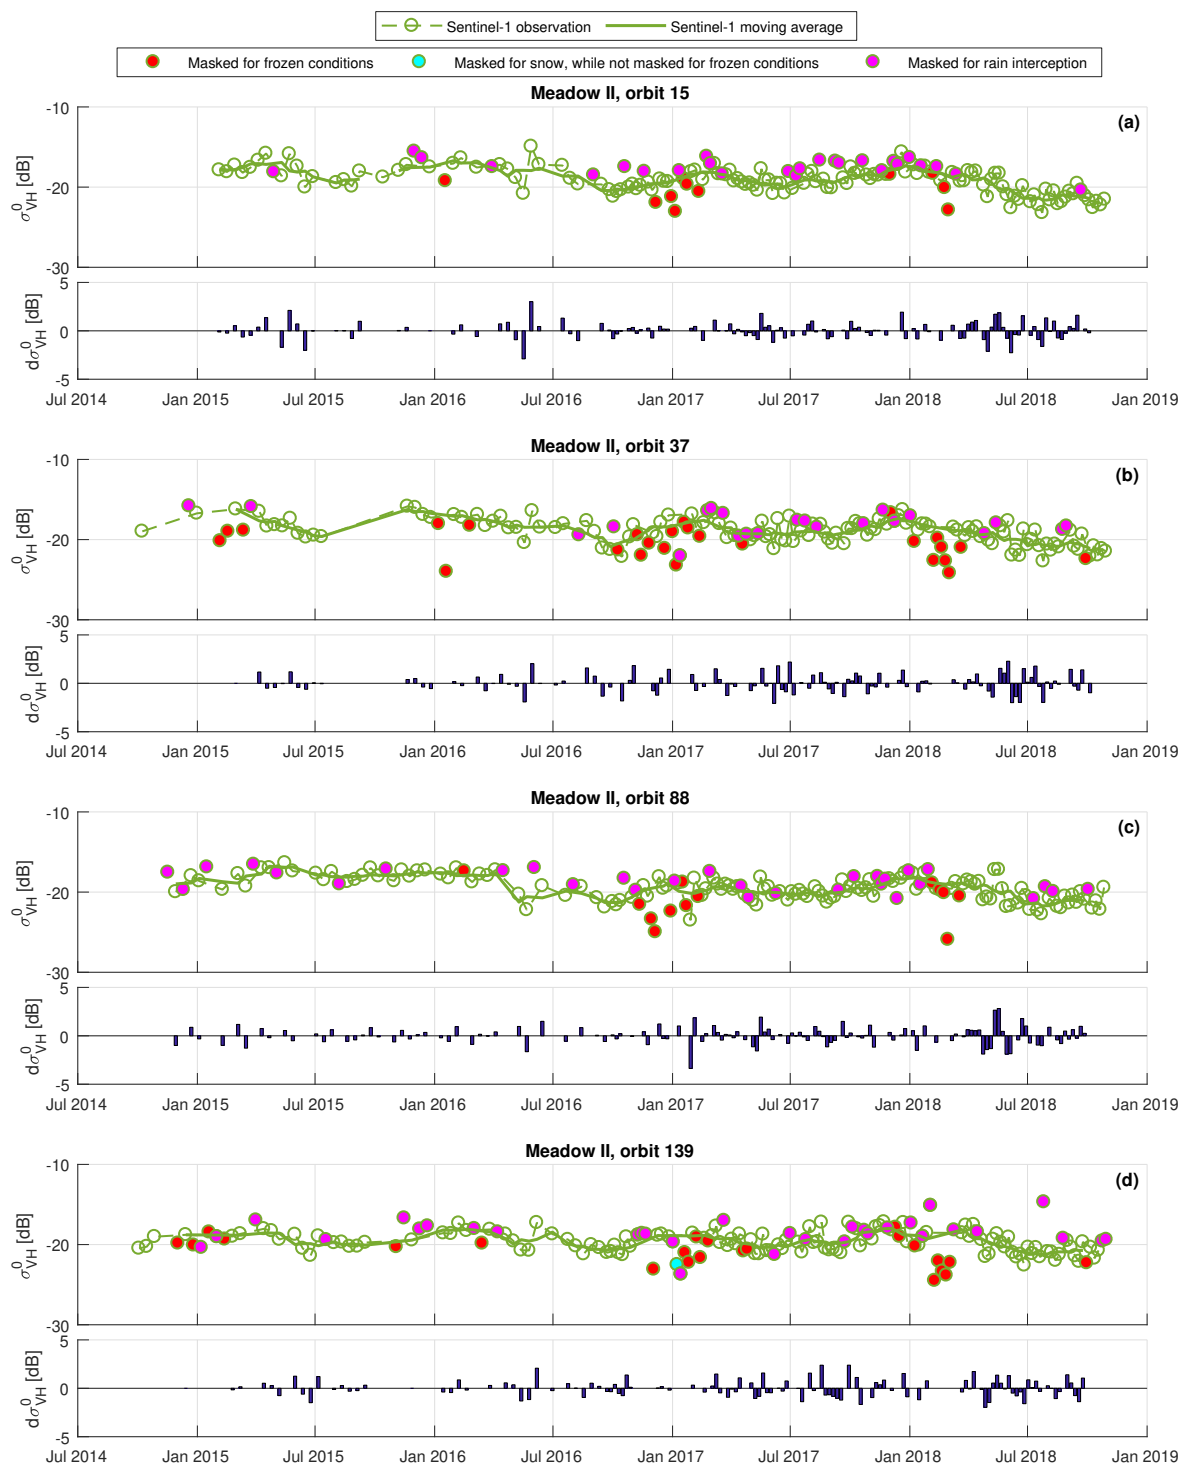 Sentinel-1 observation Sentinel-1 moving average
Masked for frozen conditions Masked for snow, while not masked for frozen conditions Masked for rain interception
Meadow II, orbit 15
(a)
-10
-20
-30
σ⁰VH [dB]
5
0
-5
dσ⁰VH [dB]
Jul 2014 Jan 2015 Jul 2015 Jan 2016 Jul 2016 Jan 2017 Jul 2017 Jan 2018 Jul 2018 Jan 2019
Meadow II, orbit 37
(b)
-10
-20
-30
σ⁰VH [dB]
5
0
-5
dσ⁰VH [dB]
Jul 2014 Jan 2015 Jul 2015 Jan 2016 Jul 2016 Jan 2017 Jul 2017 Jan 2018 Jul 2018 Jan 2019
Meadow II, orbit 88
(c)
-10
-20
-30
σ⁰VH [dB]
5
0
-5
dσ⁰VH [dB]
Jul 2014 Jan 2015 Jul 2015 Jan 2016 Jul 2016 Jan 2017 Jul 2017 Jan 2018 Jul 2018 Jan 2019
Meadow II, orbit 139
(d)
-10
-20
-30
σ⁰VH [dB]
5
0
-5
dσ⁰VH [dB]
Jul 2014 Jan 2015 Jul 2015 Jan 2016 Jul 2016 Jan 2017 Jul 2017 Jan 2018 Jul 2018 Jan 2019